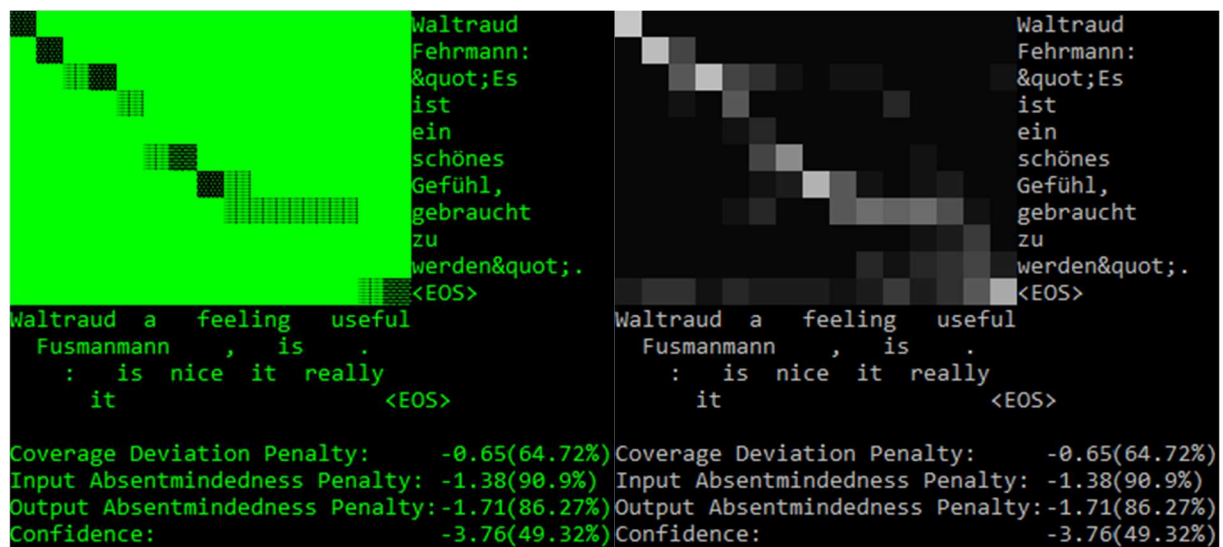 Waltraud
Fehrmann:
&quot;Es
ist
ein
schönes
Gefühl,
gebraucht
zu
werden&quot;.
<EOS>
Waltraud a feeling useful
Fusmanmann , is .
: is nice it really
it <EOS>
Coverage Deviation Penalty: -0.65(64.72%)
Input Absentmindedness Penalty: -1.38(90.9%)
Output Absentmindedness Penalty:-1.71(86.27%)
Confidence: -3.76(49.32%)
Waltraud
Fehrmann:
&quot;Es
ist
ein
schönes
Gefühl,
gebraucht
zu
werden&quot;.
<EOS>
Waltraud a feeling useful
Fusmanmann , is .
: is nice it really
it <EOS>
Coverage Deviation Penalty: -0.65(64.72%)
Input Absentmindedness Penalty: -1.38(90.9%)
Output Absentmindedness Penalty:-1.71(86.27%)
Confidence: -3.76(49.32%)